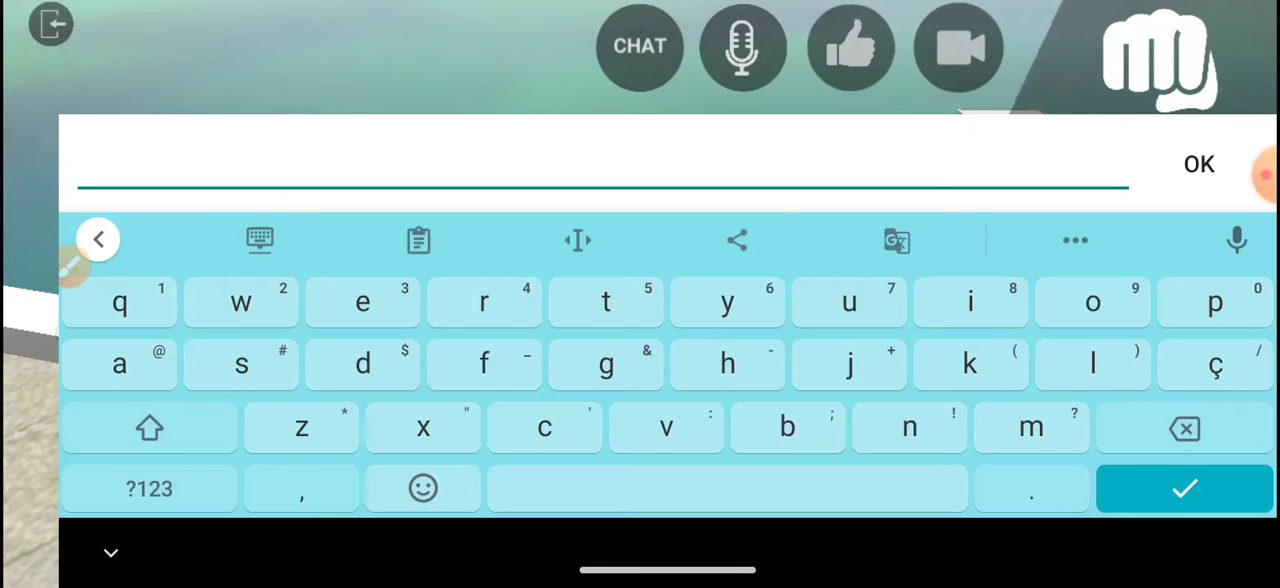 CHAT
OK
q 1 w 2 e 3 r 4 t 5 y 6 u 7 i 8 o 9 p 0
a @ s # d $ f _ g & h - j + k ( l ) ç /
z * x " c ' v : b ; n ! m ?
?123 , .